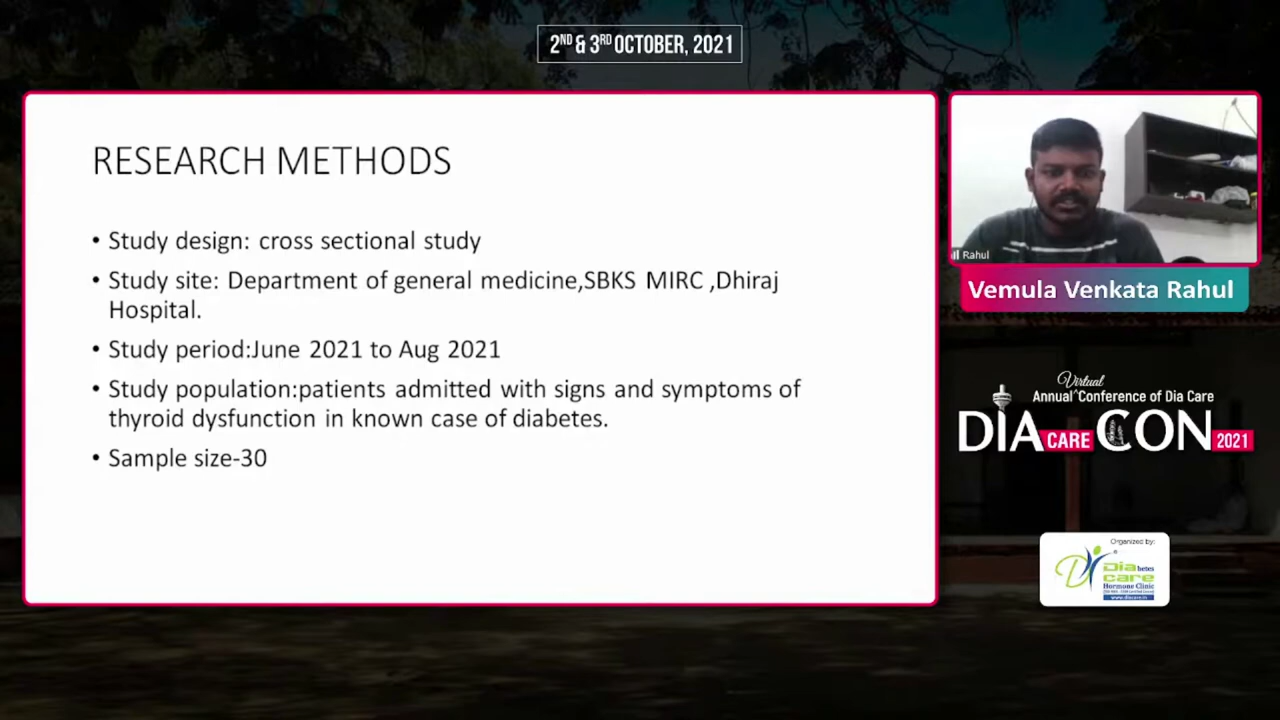 2ND & 3RD OCTOBER, 2021
RESEARCH METHODS
• Study design: cross sectional study
• Study site: Department of general medicine,SBKS MIRC ,Dhiraj
Hospital.
• Study period:June 2021 to Aug 2021
• Study population:patients admitted with signs and symptoms of
thyroid dysfunction in known case of diabetes.
• Sample size-30
Rahul
Vemula Venkata Rahul
Virtual
Annual^Conference of Dia Care
DIA CARE CON 2021
Organized by:
Dia betes
care
Hormone Clinic
www.diacare.in